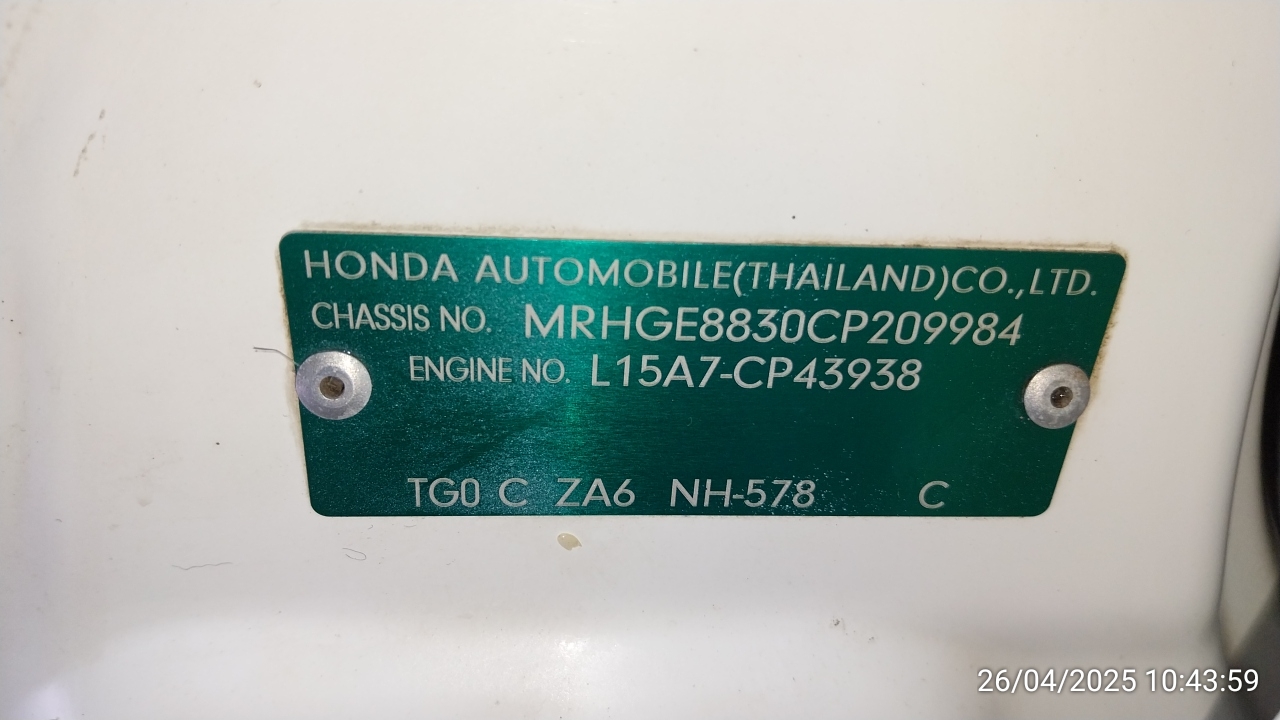 HONDA AUTOMOBILE(THAILAND)CO.,LTD.
CHASSIS NO. MRHGE8830CP209984
ENGINE NO. L15A7-CP43938
TG0 C ZA6 NH-578 C
26/04/2025 10:43:59